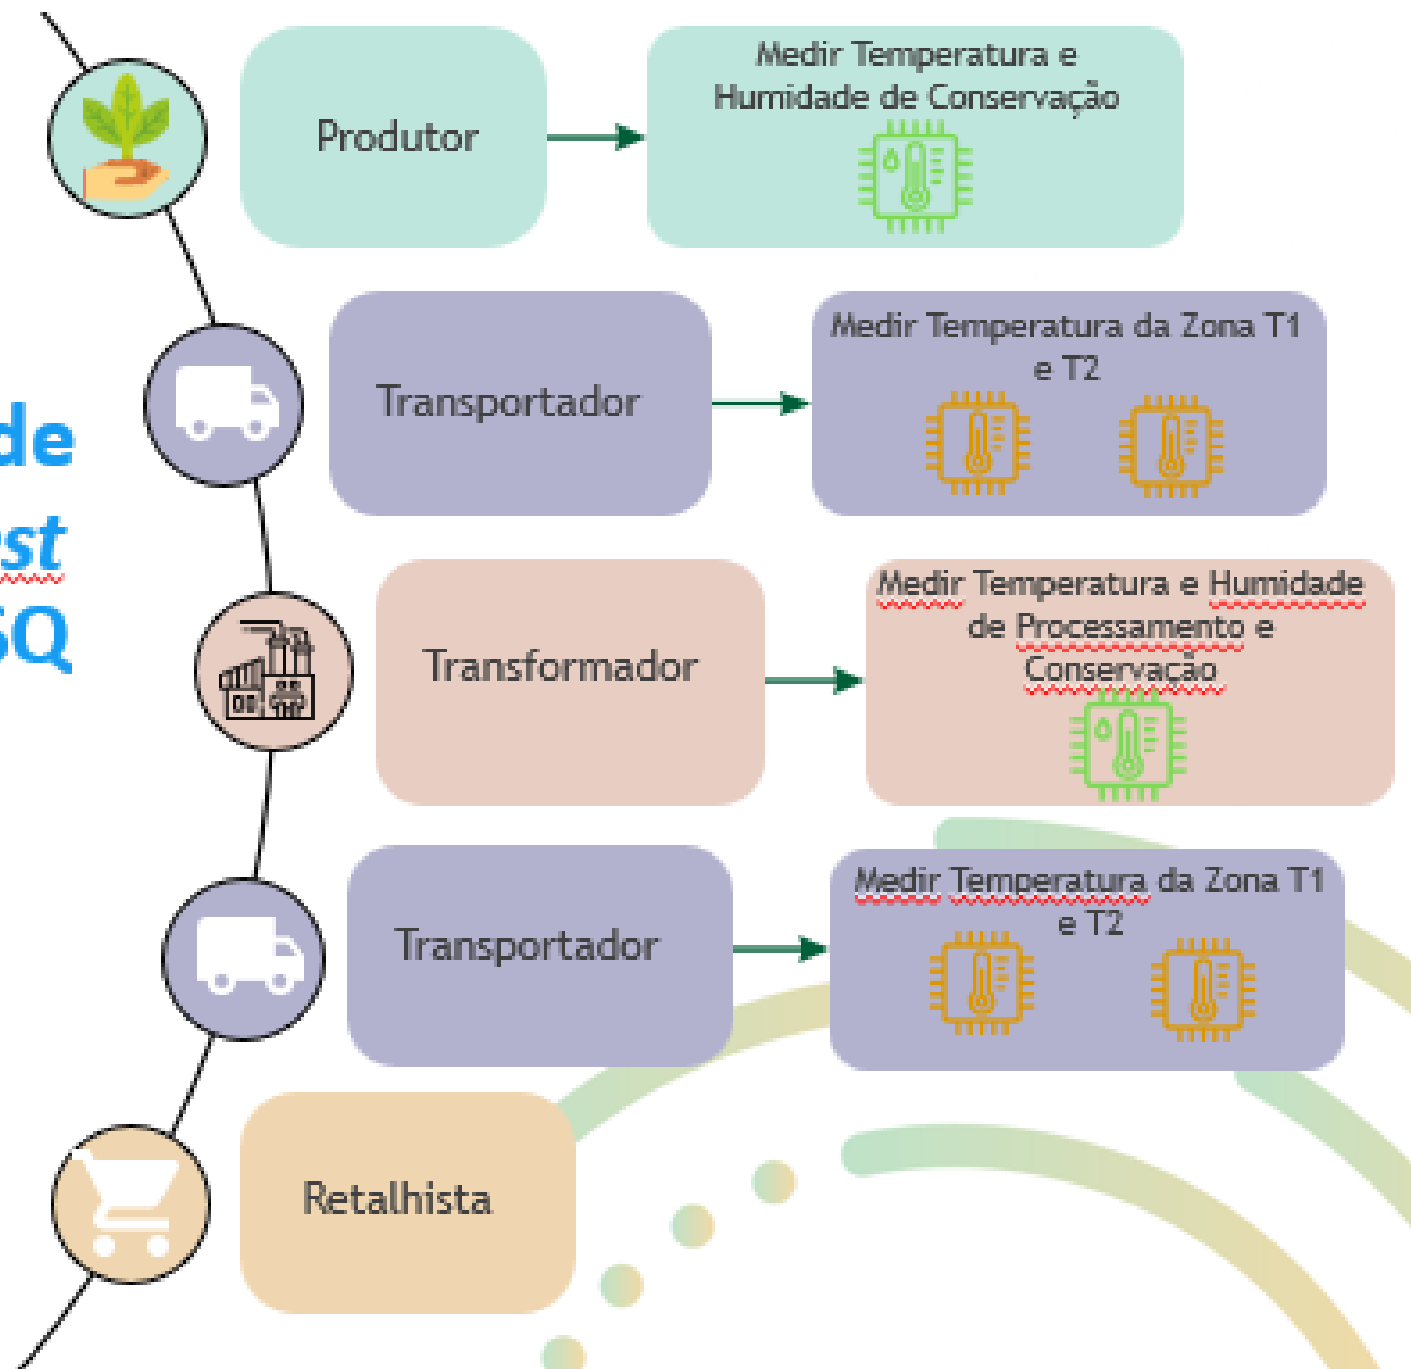 Medir Temperatura e
Humidade de Conservação
Produtor
Medir Temperatura da Zona T1
e T2
Transportador
de
st
Q
Medir Temperatura e Humidade
de Processamento e
Conservação
Transformador
Medir Temperatura da Zona T1
e T2
Transportador
Retalhista